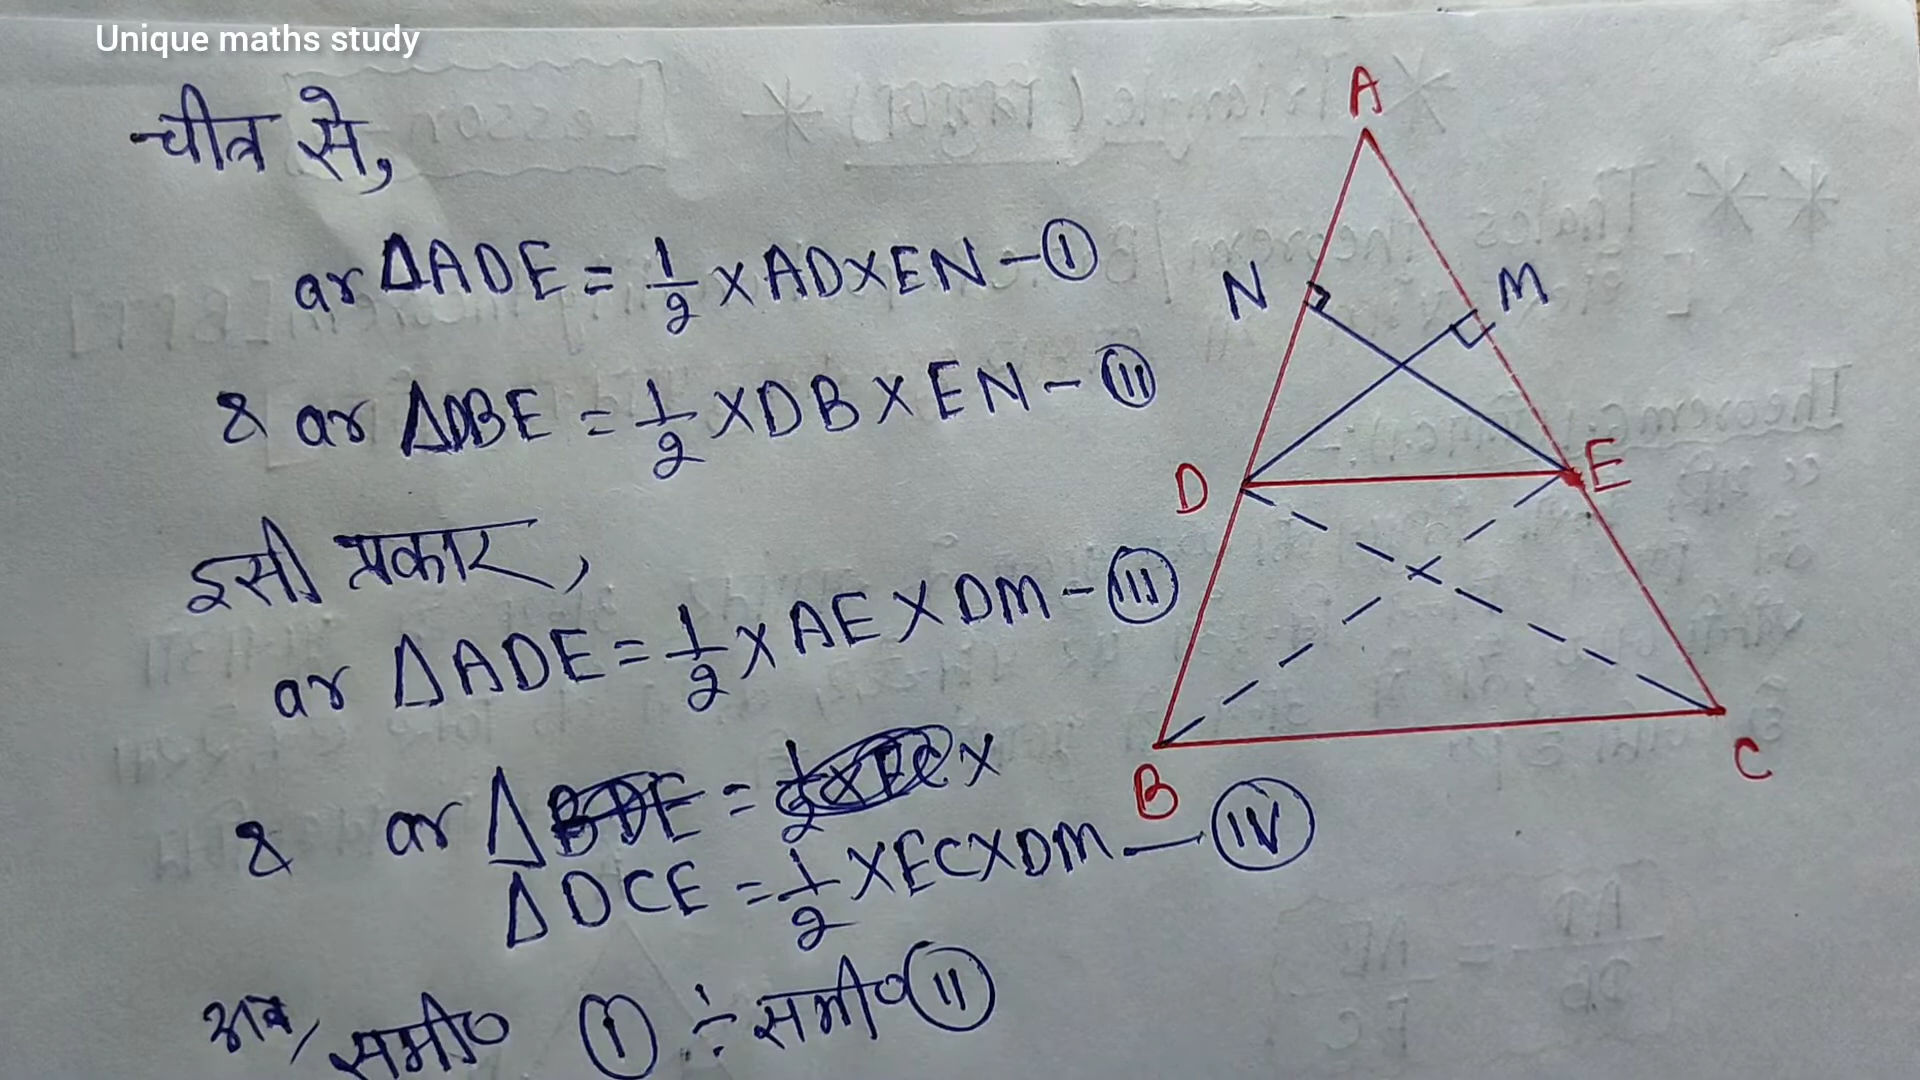 Unique maths study
चीत्र से,
ar ΔADE = 1/2 × AD × EN - (I)
& ar ΔDBE = 1/2 × DB × EN - (II)
इसी प्रकार,
ar ΔADE = 1/2 × AE × DM - (III)
& ar Δ = ×
ΔDCE = 1/2 × EC × DM - (IV)
अब, समी० (I) ÷ समी० (II)
A
N
M
D
E
B
C